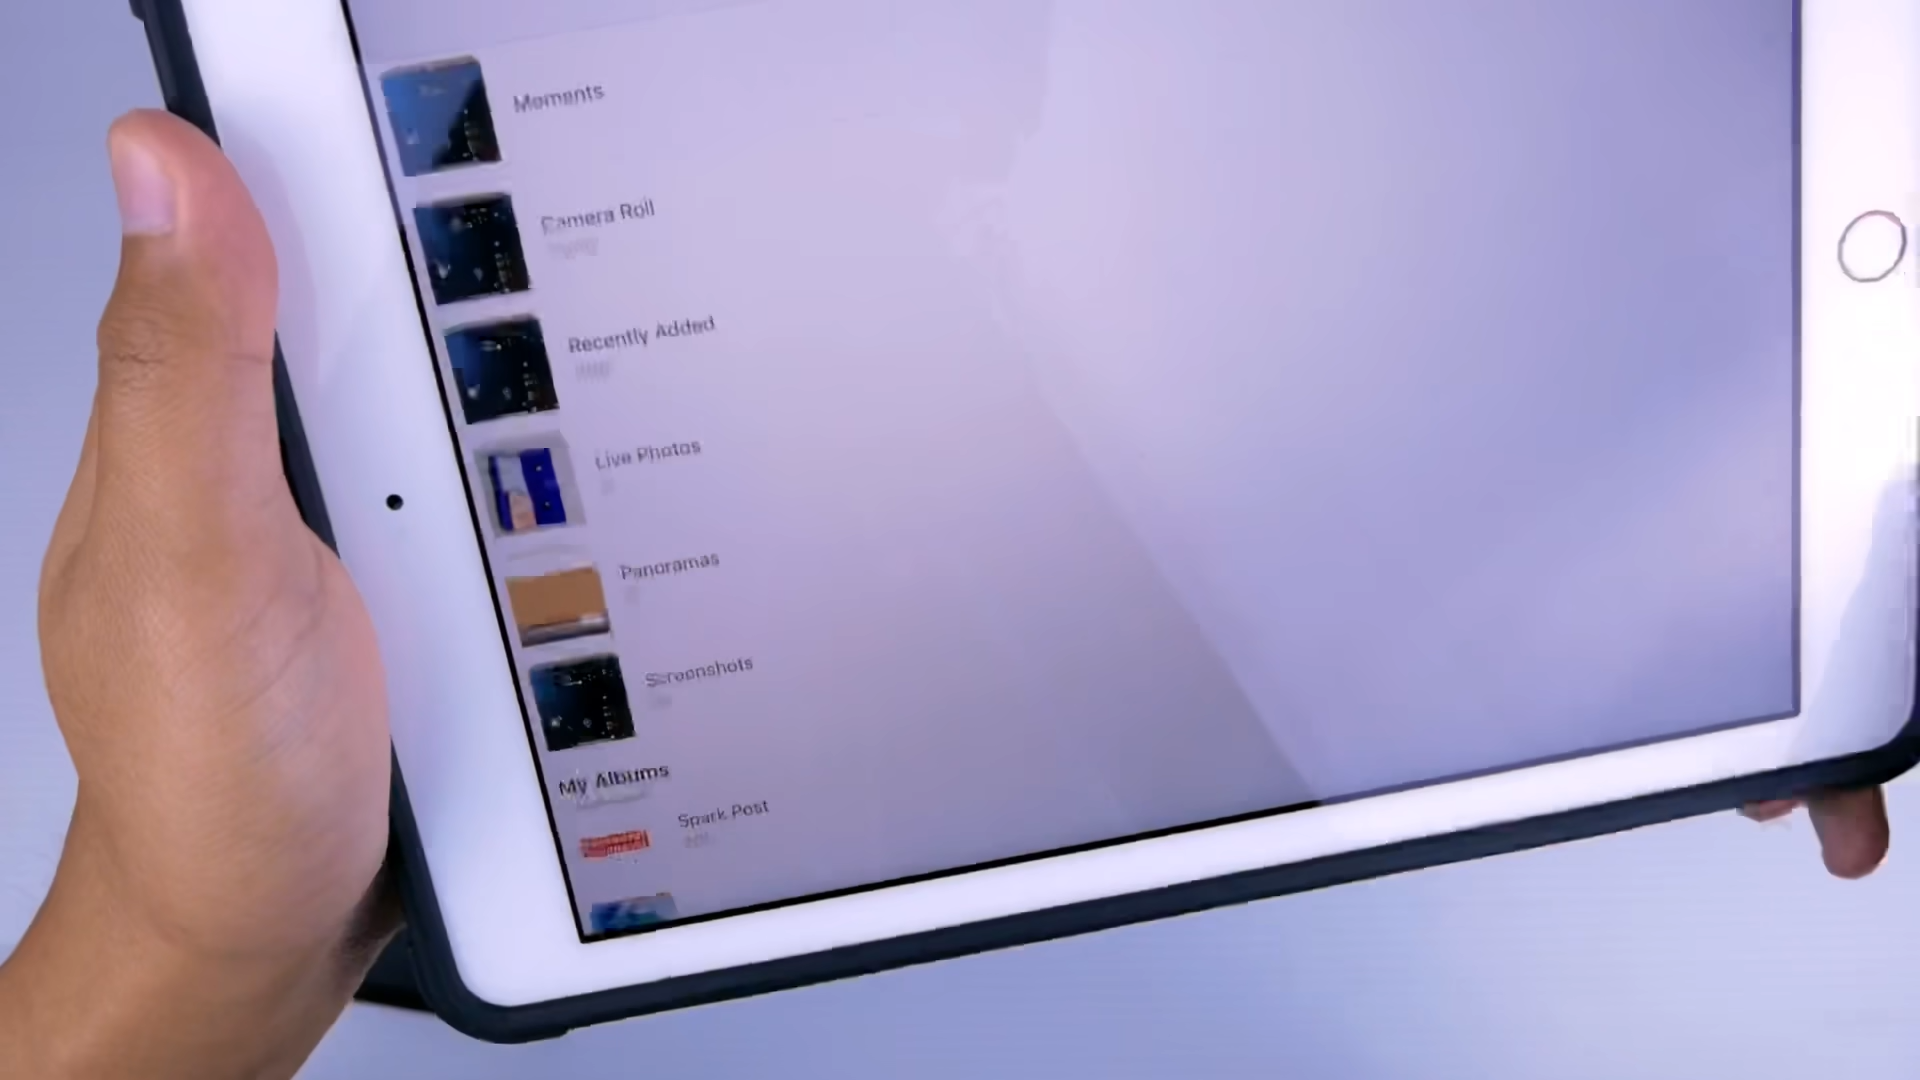 Moments
Camera Roll
Recently Added
Live Photos
Panoramas
Screenshots
My Albums
Spark Post